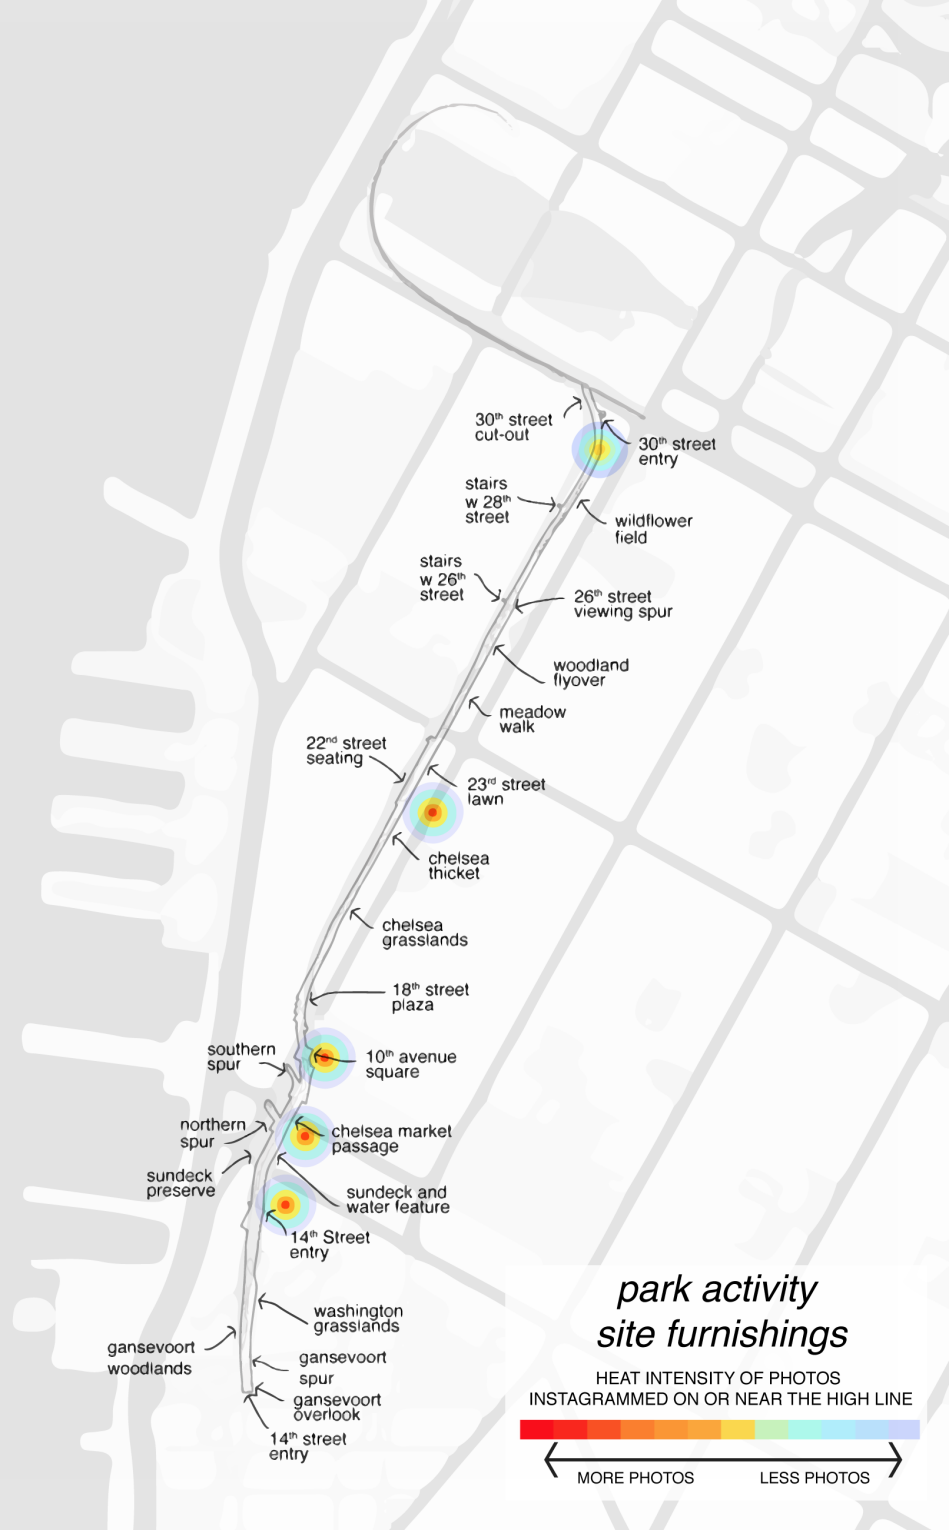 30th street
cut-out
30th street
entry
stairs
w 28th
street
wildflower
field
stairs
w 26th
street
26th street
viewing spur
woodland
flyover
meadow
walk
22nd street
seating
23rd street
lawn
chelsea
thicket
chelsea
grasslands
18th street
plaza
southern
spur
10th avenue
square
northern
spur
chelsea market
passage
sundeck
preserve
sundeck and
water feature
14th Street
entry
washington
grasslands
gansevoort
woodlands
gansevoort
spur
gansevoort
overlook
14th street
entry
park activity
site furnishings
HEAT INTENSITY OF PHOTOS
INSTAGRAMMED ON OR NEAR THE HIGH LINE
MORE PHOTOS
LESS PHOTOS